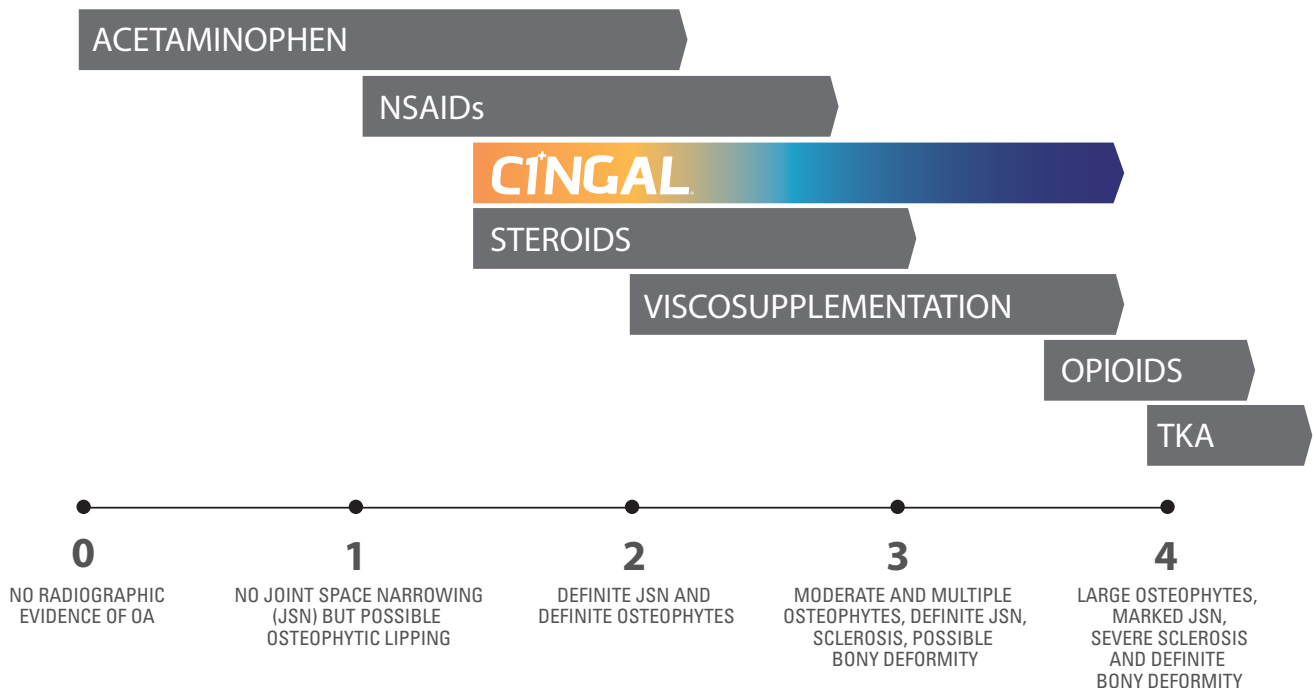 ACETAMINOPHEN
NSAIDs
CINGAL
STEROIDS
VISCOSUPPLEMENTATION
OPIOIDS
TKA
0
NO RADIOGRAPHIC
EVIDENCE OF OA
1
NO JOINT SPACE NARROWING
(JSN) BUT POSSIBLE
OSTEOPHYTIC LIPPING
2
DEFINITE JSN AND
DEFINITE OSTEOPHYTES
3
MODERATE AND MULTIPLE
OSTEOPHYTES, DEFINITE JSN,
SCLEROSIS, POSSIBLE
BONY DEFORMITY
4
LARGE OSTEOPHYTES,
MARKED JSN,
SEVERE SCLEROSIS
AND DEFINITE
BONY DEFORMITY